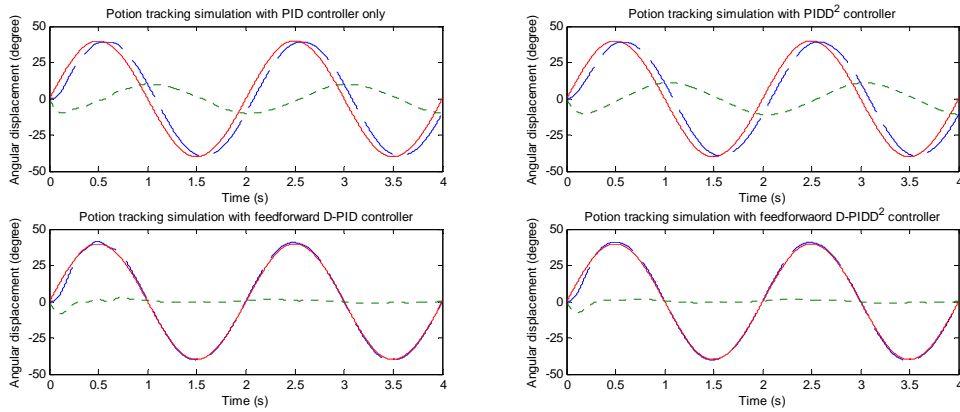 Potion tracking simulation with PID controller only
Angular displacement (degree)
50
25
0
-25
-50
0 0.5 1 1.5 2 2.5 3 3.5 4
Time (s)
Potion tracking simulation with PIDD² controller
Angular displacement (degree)
50
25
0
-25
-50
0 0.5 1 1.5 2 2.5 3 3.5 4
Time (s)
Potion tracking simulation with feedforward D-PID controller
Angular displacement (degree)
50
25
0
-25
-50
0 0.5 1 1.5 2 2.5 3 3.5 4
Time (s)
Potion tracking simulation with feedforwaord D-PIDD² controller
Angular displacement (degree)
50
25
0
-25
-50
0 0.5 1 1.5 2 2.5 3 3.5 4
Time (s)